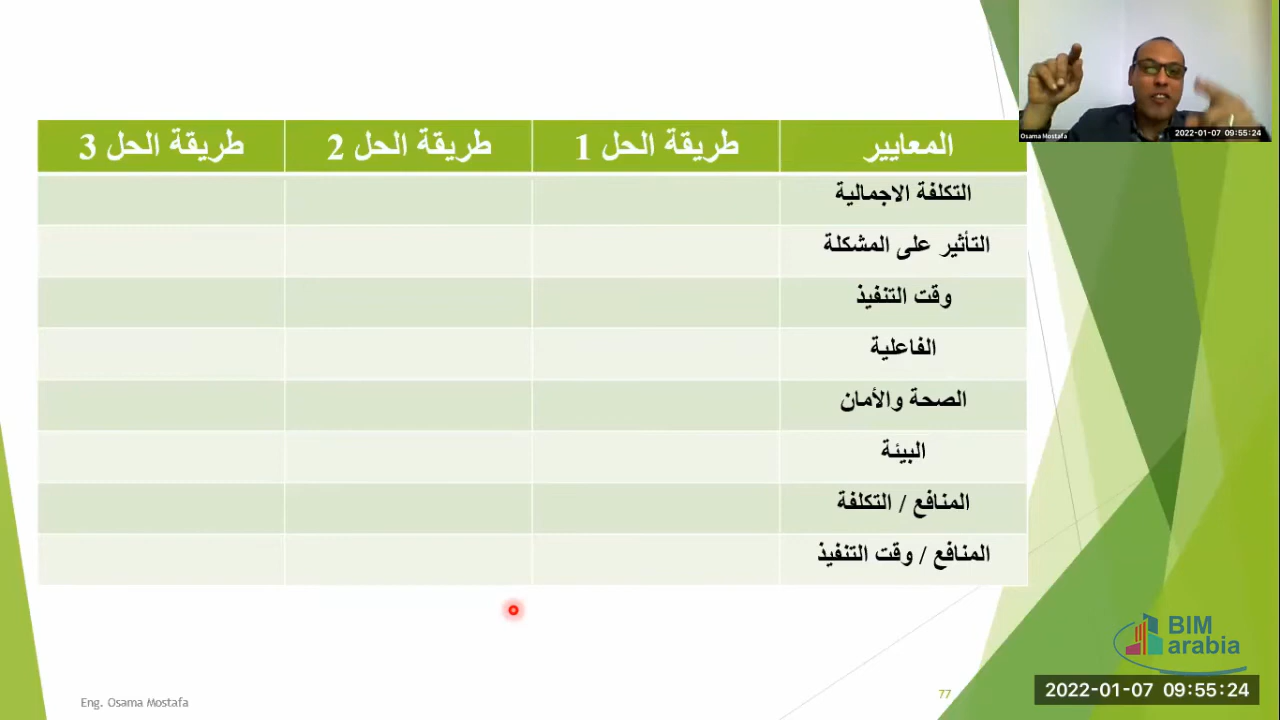 Osama Mostafa
2022-01-07 09:55:24
المعايير طريقة الحل 1 طريقة الحل 2 طريقة الحل 3
التكلفة الاجمالية
التأثير على المشكلة
وقت التنفيذ
الفاعلية
الصحة والأمان
البيئة
المنافع / التكلفة
المنافع / وقت التنفيذ
BIM
arabia
2022-01-07 09:55:24
77
Eng. Osama Mostafa